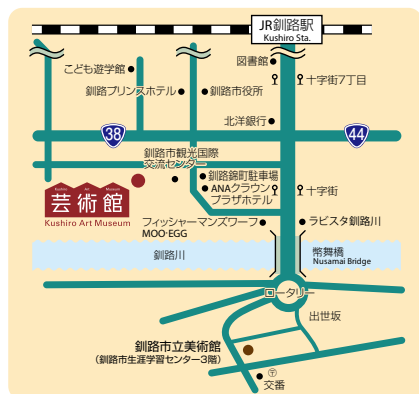 JR釧路駅
Kushiro Sta.
図書館
こども遊学館
十字街7丁目
釧路プリンスホテル
釧路市役所
北洋銀行
38
44
釧路市観光国際
交流センター
釧路錦町駐車場
ANAクラウン
プラザホテル
十字街
Kushiro Art Museum
芸術館
Kushiro Art Museum
フィッシャーマンズワーフ
MOO・EGG
ラビスタ釧路川
釧路川
幣舞橋
Nusamai Bridge
ロータリー
出世坂
釧路市立美術館
(釧路市生涯学習センター3階)
〒
交番